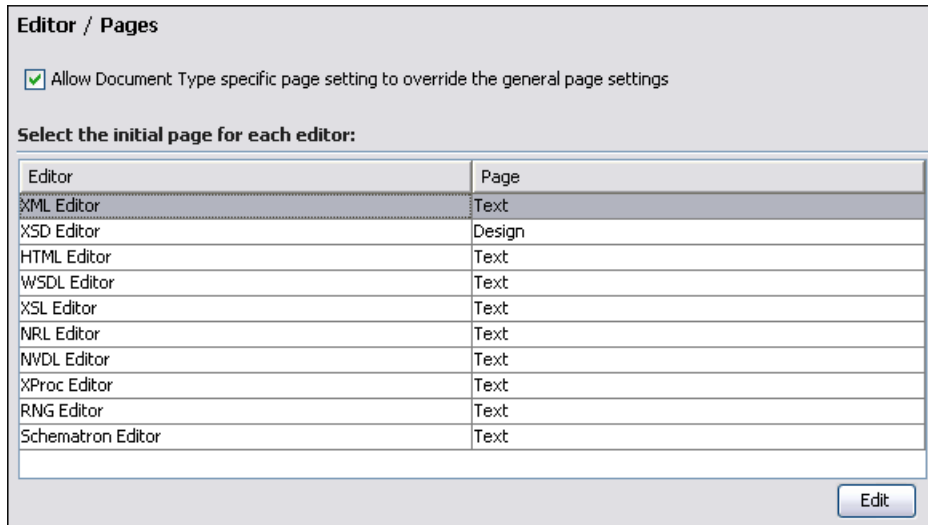 Editor / Pages
Allow Document Type specific page setting to override the general page settings
Select the initial page for each editor:
Editor Page
XML Editor Text
XSD Editor Design
HTML Editor Text
WSDL Editor Text
XSL Editor Text
NRL Editor Text
NVDL Editor Text
XProc Editor Text
RNG Editor Text
Schematron Editor Text
Edit